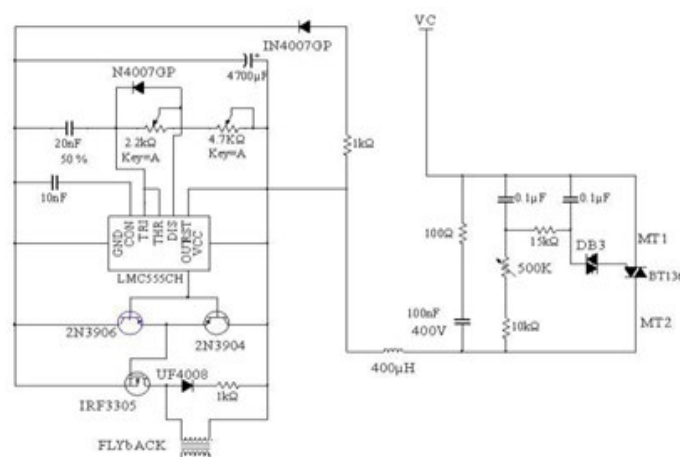 VC
IN4007GP
N4007GP
4700µF
20nF
50 %
2.2kΩ
Key=A
4.7KΩ
Key=A
1kΩ
10nF
GND
CON
TRI
THR
DIS
OUT
RST
VCC
LMC555CH
2N3906
2N3904
IRF3305
UF4008
1kΩ
FLYbACK
400µH
100Ω
100nF
400V
0.1µF
0.1µF
15kΩ
500K
10kΩ
DB3
MT1
BT136
MT2